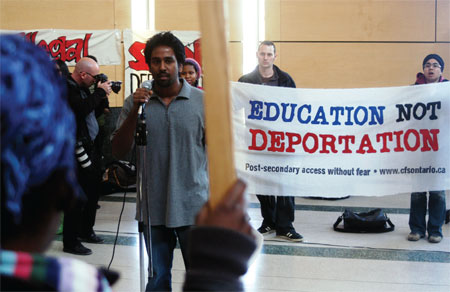 EDUCATION NOT
DEPORTATION
Post-secondary access without fear • www.cfsontario.ca